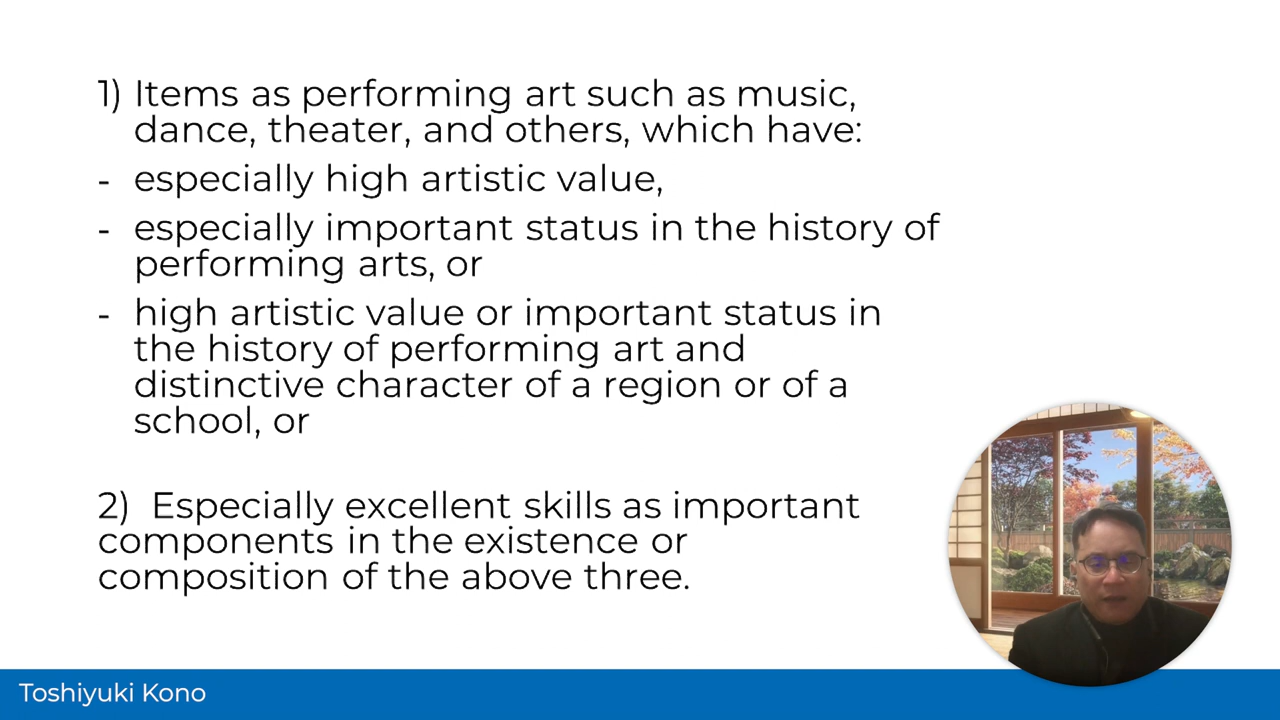 1) Items as performing art such as music,
dance, theater, and others, which have:
- especially high artistic value,
- especially important status in the history of
performing arts, or
- high artistic value or important status in
the history of performing art and
distinctive character of a region or of a
school, or
2) Especially excellent skills as important
components in the existence or
composition of the above three.
Toshiyuki Kono